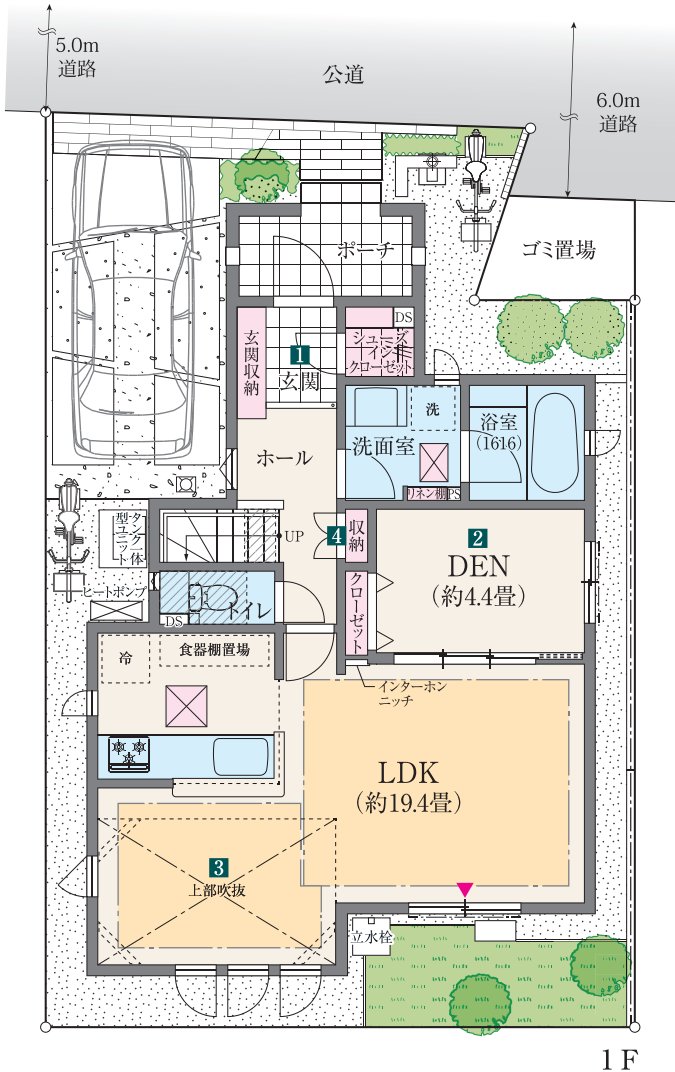 5.0m
道路
公道
6.0m
道路
ポーチ
ゴミ置場
DS
シューズ
イン
クローゼット
玄関収納
1
玄関
洗
浴室
(1616)
洗面室
ホール
リネン棚
PS
タンク一体
型ユニット
UP
4
収納
2
DEN
(約4.4畳)
ヒートポンプ
トイレ
クローゼット
DS
冷
食器棚置場
インターホン
ニッチ
LDK
(約19.4畳)
3
上部吹抜
立水栓
1F